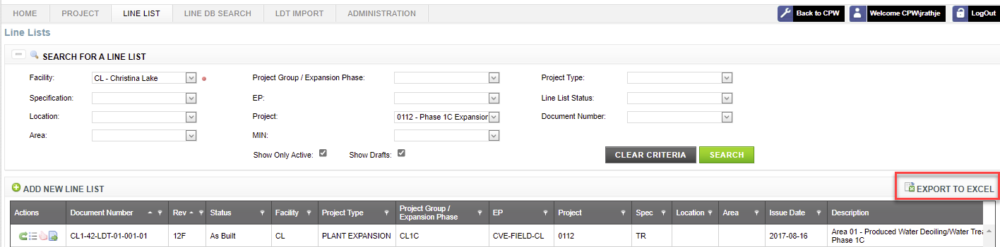 HOME PROJECT LINE LIST LINE DB SEARCH LDT IMPORT ADMINISTRATION Back to CPW Welcome CPW\jrathje LogOut
Line Lists
SEARCH FOR A LINE LIST
Facility: CL - Christina Lake Project Group / Expansion Phase: Project Type:
Specification: EP: Line List Status:
Location: Project: 0112 - Phase 1C Expansion Document Number:
Area: MIN:
Show Only Active: Show Drafts: CLEAR CRITERIA SEARCH
ADD NEW LINE LIST EXPORT TO EXCEL
Actions Document Number Rev Status Facility Project Type Project Group / Expansion Phase EP Project Spec Location Area Issue Date Description
CL1-42-LDT-01-001-01 12F As Built CL PLANT EXPANSION CL1C CVE-FIELD-CL 0112 TR 2017-08-16 Area 01 - Produced Water Deoiling/Water Trea
Phase 1C